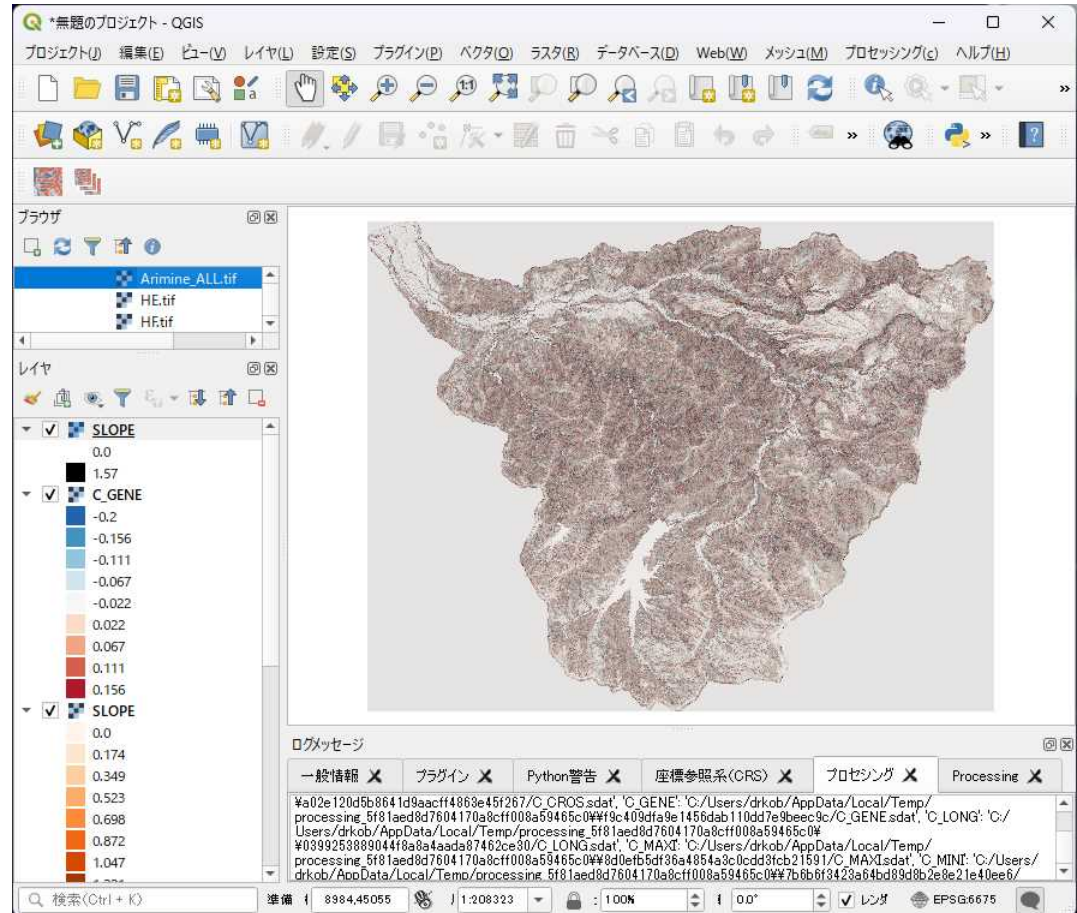 *無題のプロジェクト - QGIS
プロジェクト(J) 編集(E) ビュー(V) レイヤ(L) 設定(S) プラグイン(P) ベクタ(O) ラスタ(R) データベース(D) Web(W) メッシュ(M) プロセッシング(c) ヘルプ(H)
ブラウザ
Arimine_ALL.tif
HE.tif
HF.tif
レイヤ
SLOPE
0.0
1.57
C_GENE
-0.2
-0.156
-0.111
-0.067
-0.022
0.022
0.067
0.111
0.156
SLOPE
0.0
0.174
0.349
0.523
0.698
0.872
1.047
ログメッセージ
一般情報 プラグイン Python警告 座標参照系(CRS) プロセシング Processing
¥a02e120d5b8641d9aacff4863e45f267/C_CROS.sdat', 'C_GENE': 'C:/Users/drkob/AppData/Local/Temp/
processing_5f81aed8d7604170a8cff008a59465c0¥¥f9c409dfa9e1456dab110dd7e9beec9c/C_GENE.sdat', 'C_LONG': 'C:/
Users/drkob/AppData/Local/Temp/processing_5f81aed8d7604170a8cff008a59465c0¥
¥0399253889044f8a8a4aada87462ce30/C_LONG.sdat', 'C_MAXI': 'C:/Users/drkob/AppData/Local/Temp/
processing_5f81aed8d7604170a8cff008a59465c0¥¥8d0efb5df36a4854a3c0cdd3fcb21591/C_MAXI.sdat', 'C_MINI': 'C:/Users/
drkob/AppData/Local/Temp/processing_5f81aed8d7604170a8cff008a59465c0¥¥7b6b6f3423a64bd89d8b2e8e21e40ee6/
検索(Ctrl + K) 準備 8984,45055 1:208323 100% 0.0° レンダ EPSG:6675